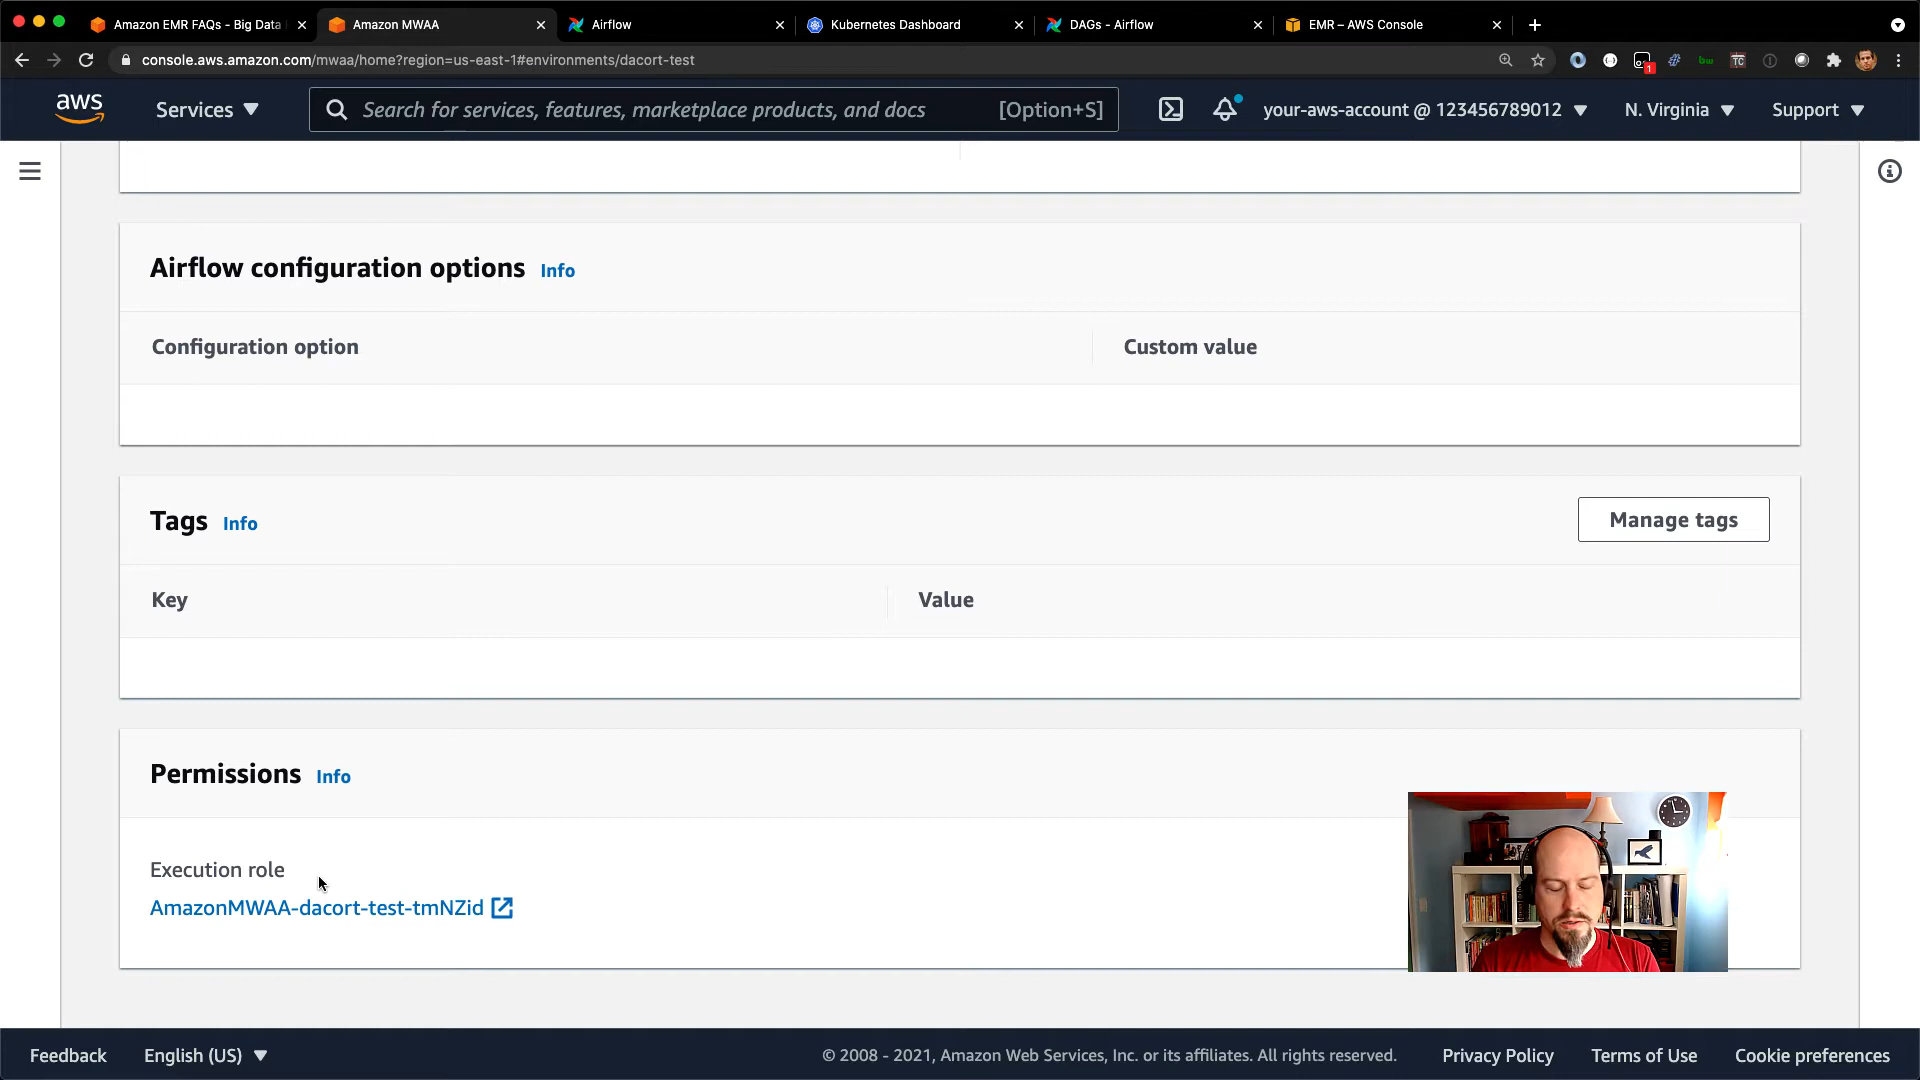 Amazon EMR FAQs - Big Data
Amazon MWAA
Airflow
Kubernetes Dashboard
DAGs - Airflow
EMR – AWS Console
console.aws.amazon.com/mwaa/home?region=us-east-1#environments/dacort-test
1
bw
TC
aws
Services
Search for services, features, marketplace products, and docs
[Option+S]
your-aws-account @ 123456789012
N. Virginia
Support
Airflow configuration options Info
Configuration option
Custom value
Tags Info
Manage tags
Key
Value
Permissions Info
Execution role
AmazonMWAA-dacort-test-tmNZid
Feedback
English (US)
© 2008 - 2021, Amazon Web Services, Inc. or its affiliates. All rights reserved.
Privacy Policy
Terms of Use
Cookie preferences